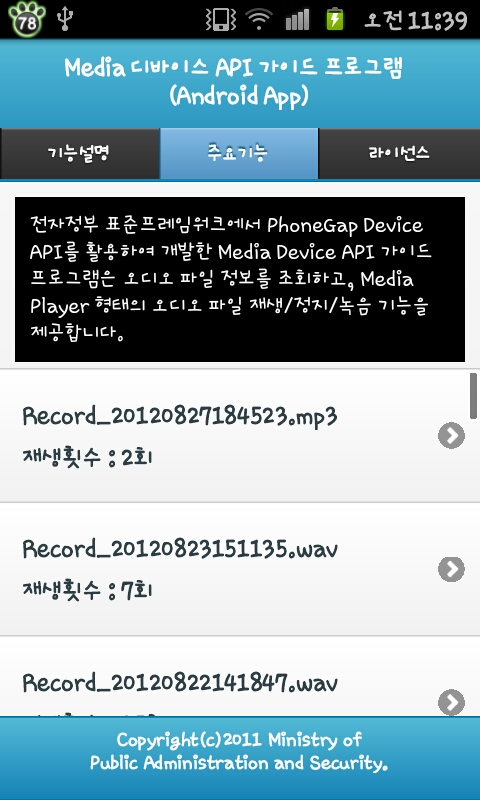 78
오전 11:39
Media 디바이스 API 가이드 프로그램
(Android App)
기능설명
주요기능
라이선스
전자정부 표준프레임워크에서 PhoneGap Device
API를 활용하여 개발한 Media Device API 가이드
프로그램은 오디오 파일 정보를 조회하고, Media
Player 형태의 오디오 파일 재생/정지/녹음 기능을
제공합니다.
Record_20120827184523.mp3
재생횟수 : 2회
Record_20120823151135.wav
재생횟수 : 7회
Record_20120822141847.wav
Copyright(c)2011 Ministry of
Public Administration and Security.